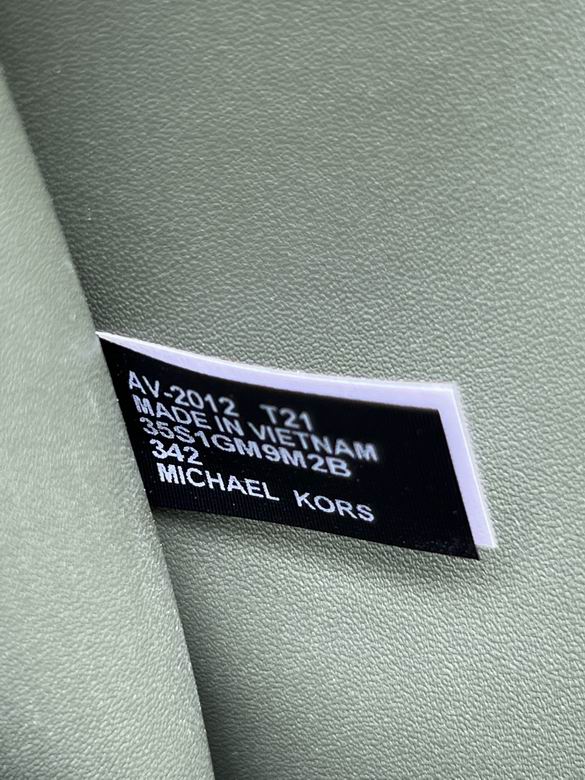 AV-2012 T21
MADE IN VIETNAM
35S1GM9M2B
342
MICHAEL KORS